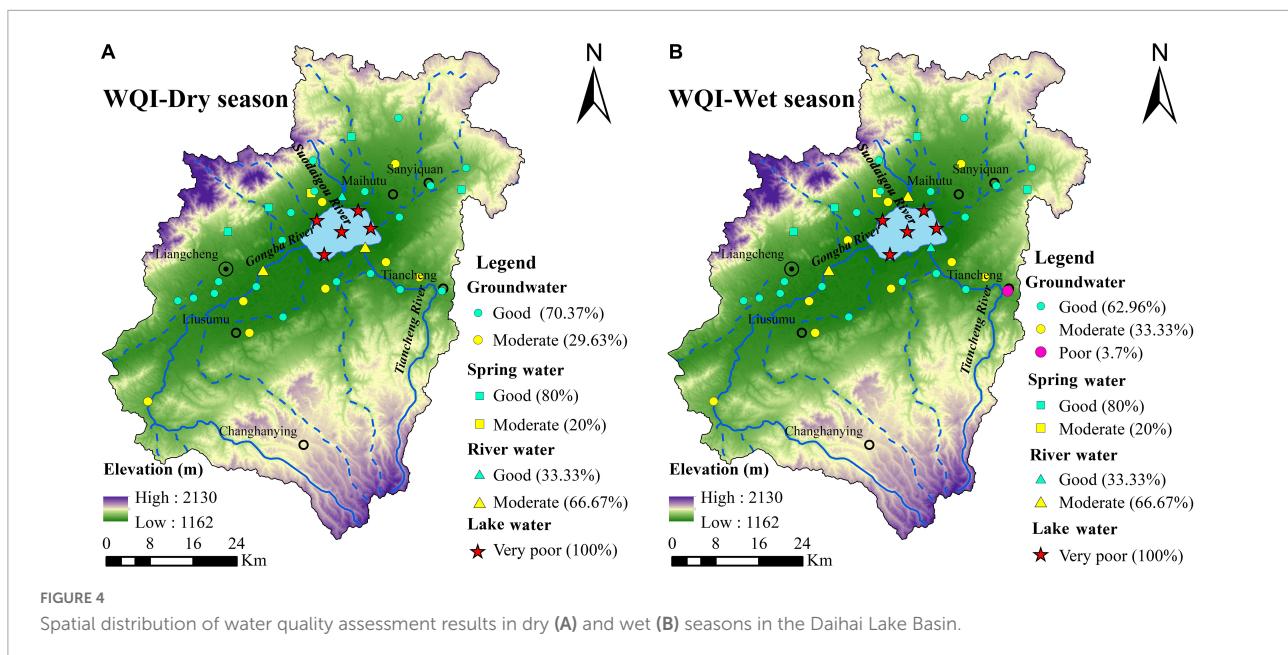 A
WQI-Dry season
N
Suodaigou River
Sanyiquan
Maihutu
Gongba River
Liangcheng
Tiancheng
Liusumu
Tiancheng River
Changhanying
Legend
Groundwater
Good (70.37%)
Moderate (29.63%)
Spring water
Good (80%)
Moderate (20%)
River water
Good (33.33%)
Moderate (66.67%)
Lake water
Very poor (100%)
Elevation (m)
High : 2130
Low : 1162
0 8 16 24
Km
B
WQI-Wet season
N
Suodaigou River
Sanyiquan
Maihutu
Gongba River
Liangcheng
Tiancheng
Liusumu
Tiancheng River
Changhanying
Legend
Groundwater
Good (62.96%)
Moderate (33.33%)
Poor (3.7%)
Spring water
Good (80%)
Moderate (20%)
River water
Good (33.33%)
Moderate (66.67%)
Lake water
Very poor (100%)
Elevation (m)
High : 2130
Low : 1162
0 8 16 24
Km
FIGURE 4
Spatial distribution of water quality assessment results in dry (A) and wet (B) seasons in the Daihai Lake Basin.